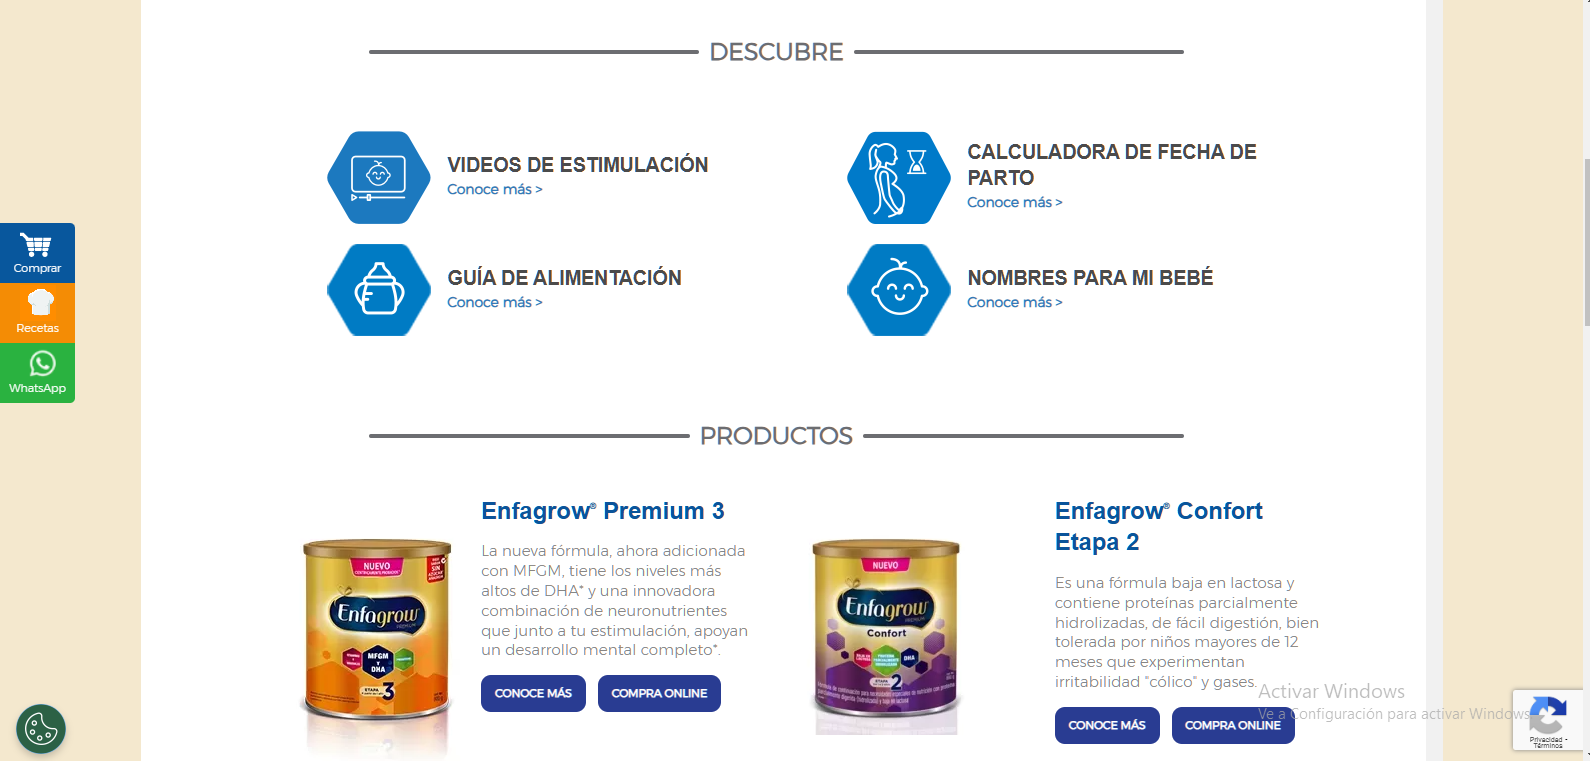 DESCUBRE
VIDEOS DE ESTIMULACIÓN
Conoce más >
CALCULADORA DE FECHA DE
PARTO
Conoce más >
GUÍA DE ALIMENTACIÓN
Conoce más >
NOMBRES PARA MI BEBÉ
Conoce más >
Comprar
Recetas
WhatsApp
PRODUCTOS
NUEVO
Enfagrow
PREMIUM
MFGM
Y
DHA
ETAPA
3
Enfagrow® Premium 3
La nueva fórmula, ahora adicionada
con MFGM, tiene los niveles más
altos de DHA* y una innovadora
combinación de neuronutrientes
que junto a tu estimulación, apoyan
un desarrollo mental completo*.
CONOCE MÁS
COMPRA ONLINE
NUEVO
Enfagrow
PREMIUM
Confort
DHA
ETAPA
2
Enfagrow® Confort
Etapa 2
Es una fórmula baja en lactosa y
contiene proteínas parcialmente
hidrolizadas, de fácil digestión, bien
tolerada por niños mayores de 12
meses que experimentan
irritabilidad "cólico" y gases.
CONOCE MÁS
COMPRA ONLINE
Activar Windows
Ve a Configuración para activar Windows.
Privacidad -
Términos